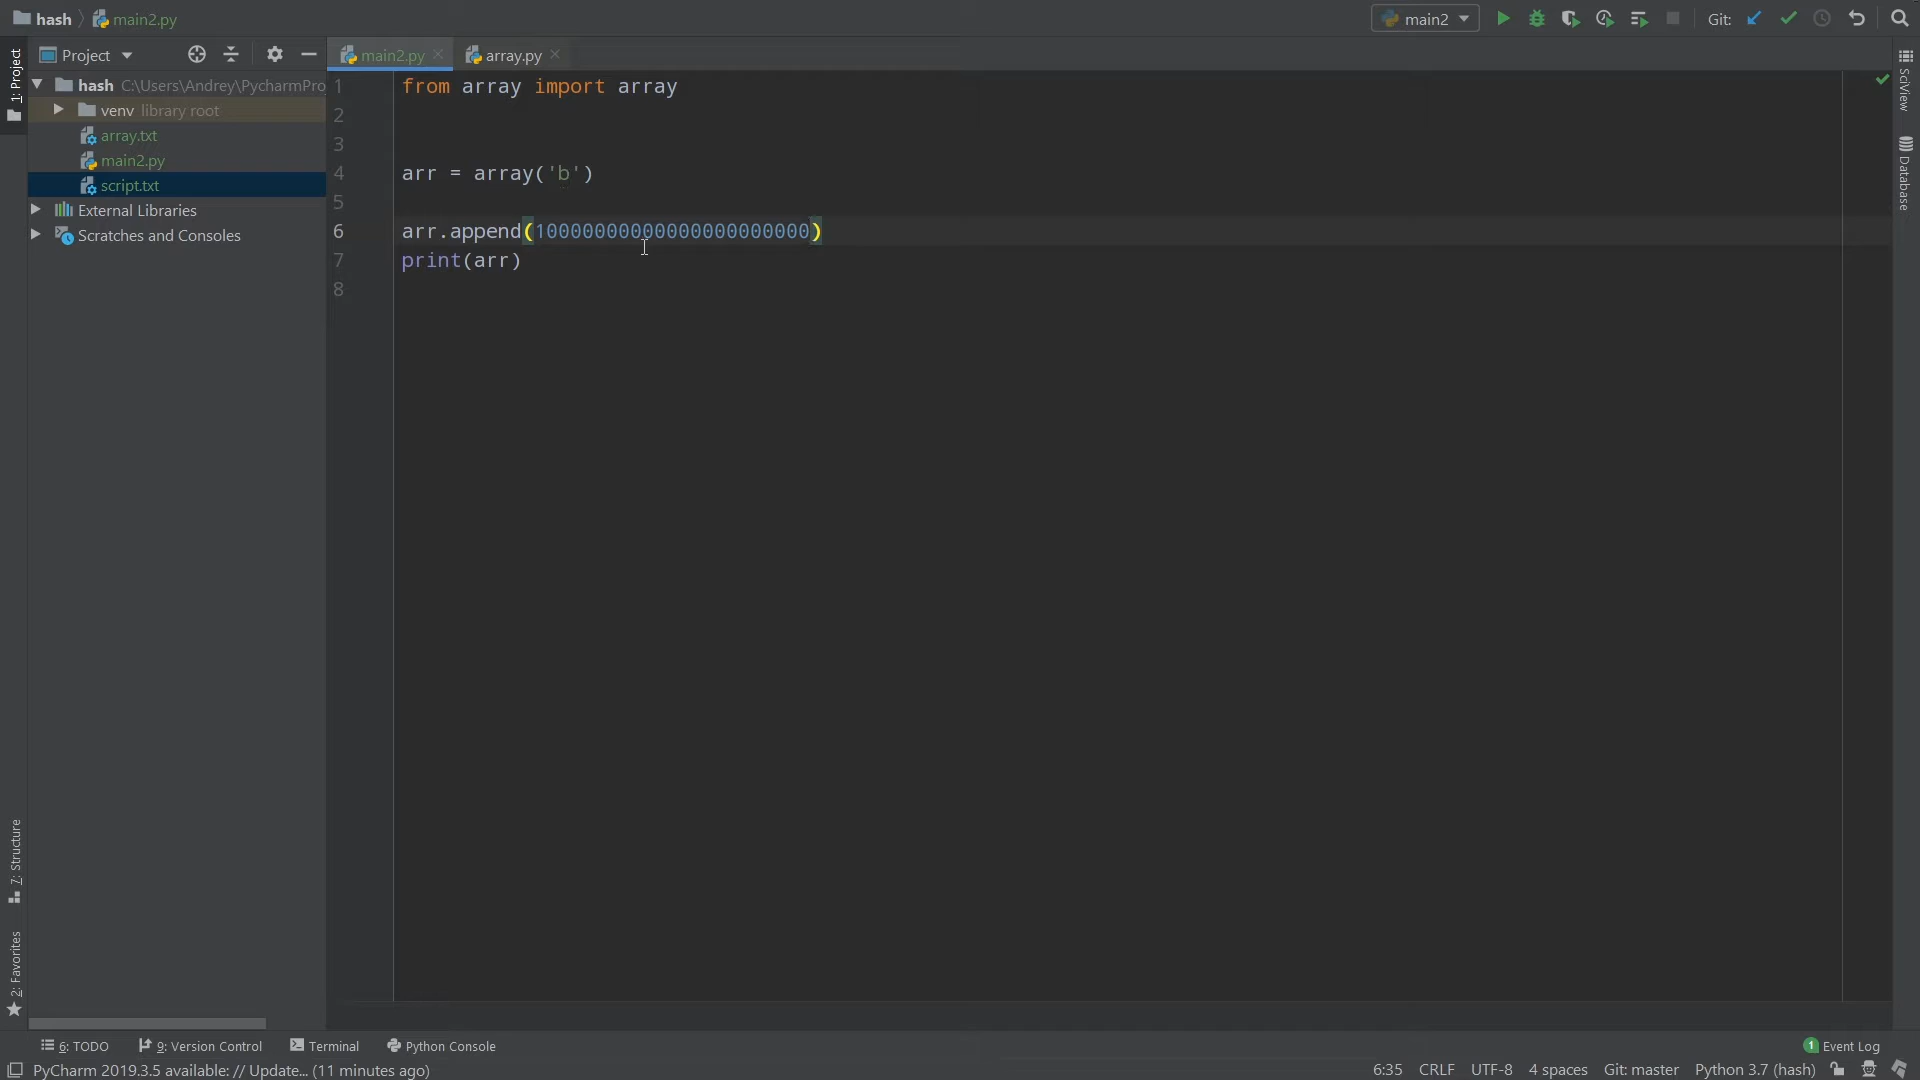 hash main2.py main2 Git:
1: Project
Project
main2.py array.py
hash C:\Users\Andrey\PycharmPro
venv library root
array.txt
main2.py
script.txt
External Libraries
Scratches and Consoles
1 from array import array
2
3
4 arr = array('b')
5
6 arr.append(10000000000000000000000)
7 print(arr)
8
SciView
Database
7: Structure
2: Favorites
6: TODO 9: Version Control Terminal Python Console 1 Event Log
PyCharm 2019.3.5 available: // Update... (11 minutes ago) 6:35 CRLF UTF-8 4 spaces Git: master Python 3.7 (hash)